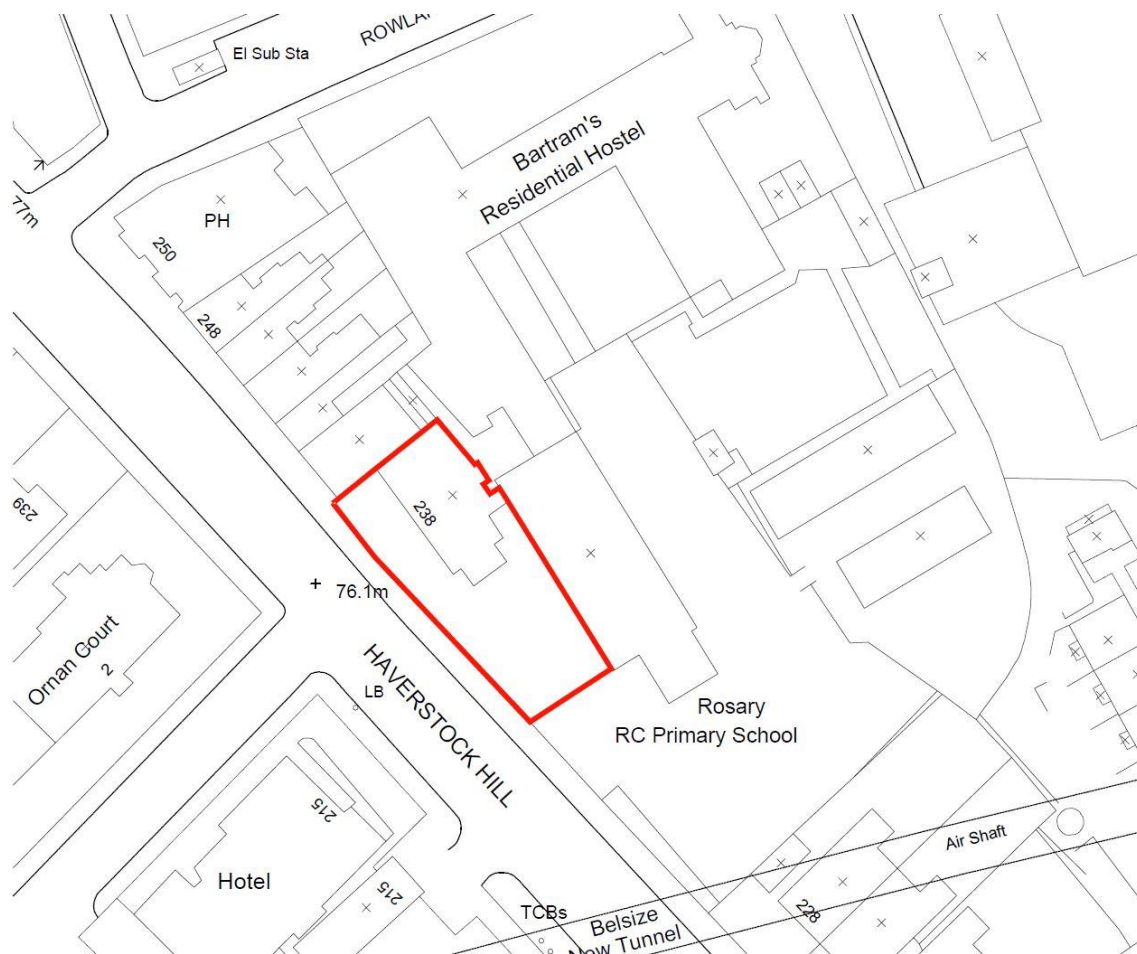 El Sub Sta
ROWLA
Bartram's
Residential Hostel
77m
PH
250
248
238
239
76.1m
Ornan Court
2
LB
HAVERSTOCK HILL
Rosary
RC Primary School
215
Hotel
215
Air Shaft
TCBs
228
Belsize
New Tunnel